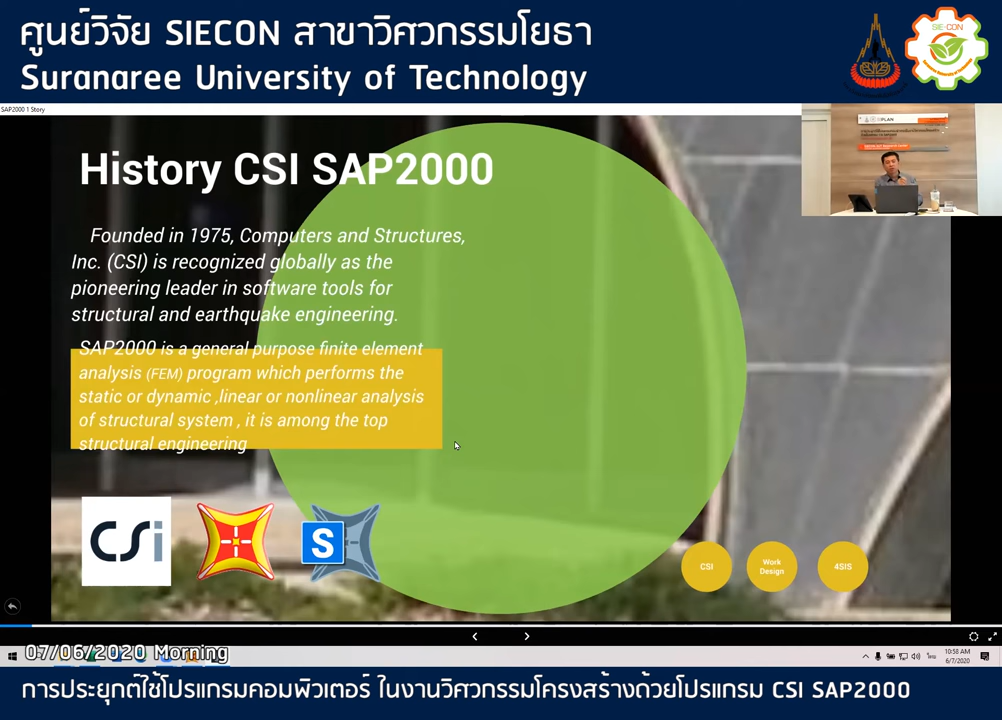 ศูนย์วิจัย SIECON สาขาวิศวกรรมโยธา
Suranaree University of Technology
SIE-CON
SAP2000 1 Story
History CSI SAP2000
Founded in 1975, Computers and Structures,
Inc. (CSI) is recognized globally as the
pioneering leader in software tools for
structural and earthquake engineering.
SAP2000 is a general purpose finite element
analysis (FEM) program which performs the
static or dynamic ,linear or nonlinear analysis
of structural system , it is among the top
structural engineering
CSi
S
CSI
Work
Design
4SIS
07/06/2020 Morning
10:58 AM
6/7/2020
การประยุกต์ใช้โปรแกรมคอมพิวเตอร์ ในงานวิศวกรรมโครงสร้างด้วยโปรแกรม CSI SAP2000